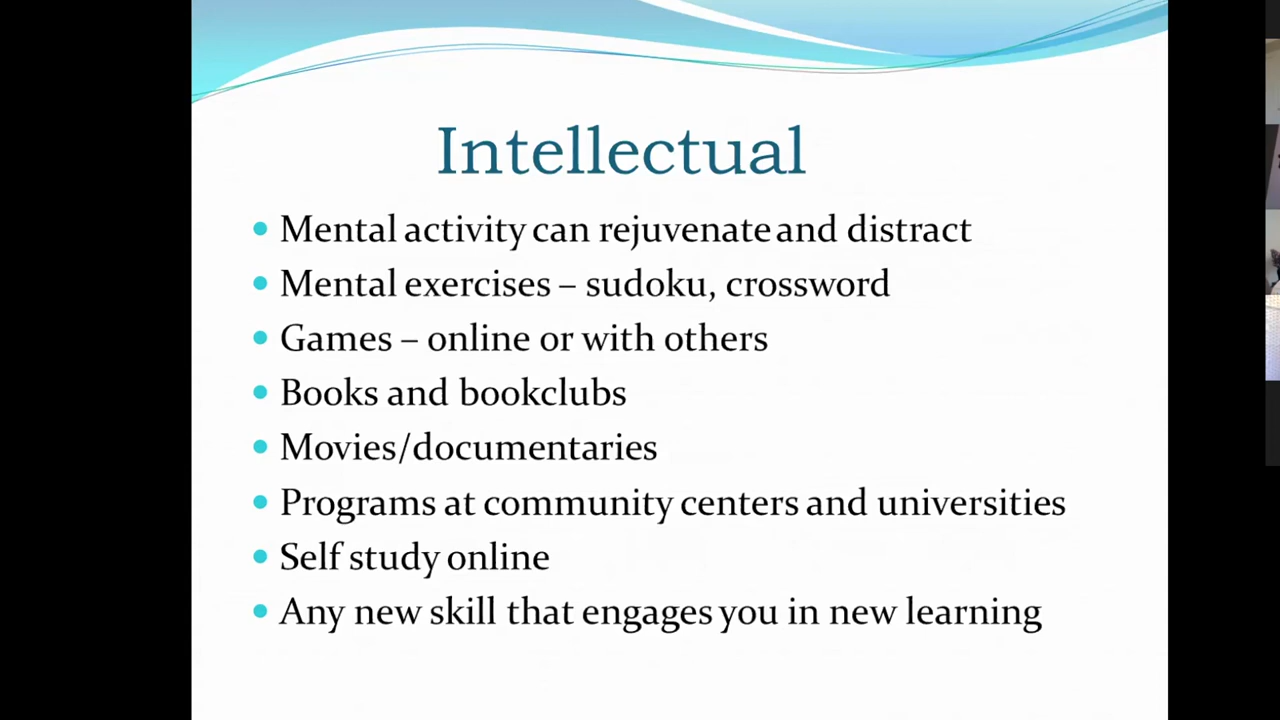 Intellectual
• Mental activity can rejuvenate and distract
• Mental exercises – sudoku, crossword
• Games – online or with others
• Books and bookclubs
• Movies/documentaries
• Programs at community centers and universities
• Self study online
• Any new skill that engages you in new learning